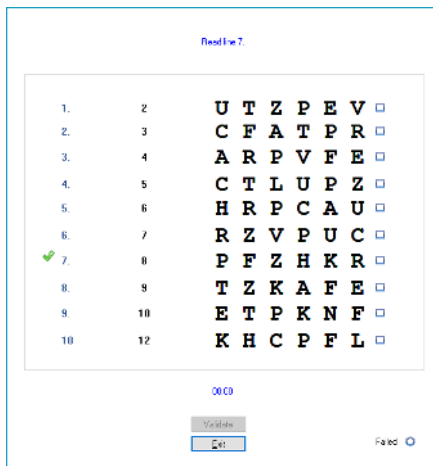 Read line 7.
1. 2 U T Z P E V
2. 3 C F A T P R
3. 4 A R P V F E
4. 5 C T L U P Z
5. 6 H R P C A U
6. 7 R Z V P U C
7. 8 P F Z H K R
8. 9 T Z K A F E
9. 10 E T P K N F
10 12 K H C P F L
00:00
Validate
Exit
Failed